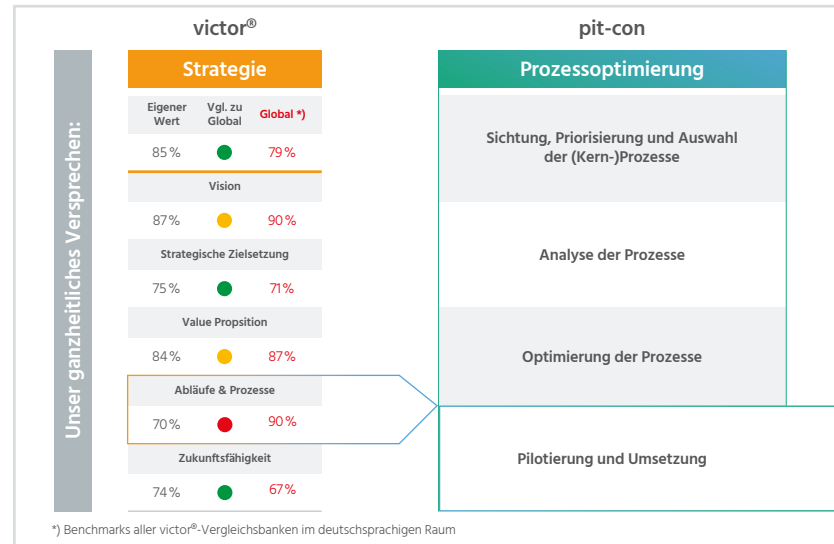 victor®
pit-con
Unser ganzheitliches Versprechen:
Strategie
Eigener Wert
Vgl. zu Global
Global *)
85 %
79 %
Vision
87 %
90 %
Strategische Zielsetzung
75 %
71 %
Value Propsition
84 %
87 %
Abläufe & Prozesse
70 %
90 %
Zukunftsfähigkeit
74 %
67 %
Prozessoptimierung
Sichtung, Priorisierung und Auswahl
der (Kern-)Prozesse
Analyse der Prozesse
Optimierung der Prozesse
Pilotierung und Umsetzung
*) Benchmarks aller victor®-Vergleichsbanken im deutschsprachigen Raum